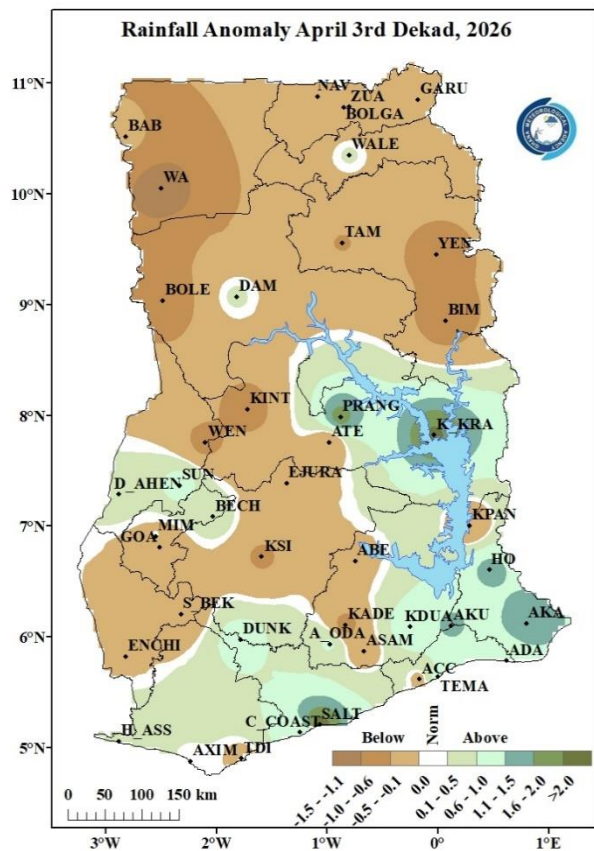 Rainfall Anomaly April 3rd Dekad, 2026
11°N
10°N
9°N
8°N
7°N
6°N
5°N
NAV
GARU
ZUA
BOLGA
BAB
WALE
WA
TAM
YEN
BOLE
DAM
BIM
KINT
PRANG
K_KRA
WEN
ATE
SUN
EJURA
D_AHEN
BECH
KPAN
MIM
GOA
KSI
ABE
HO
S_BEK
KADE
KDUA
AKU
AKA
DUNK
A_ODA
ASAM
ENCHI
ADA
ACC
TEMA
SALT
C_COAST
H_ASS
AXIM
TDI
Below
Norm
Above
-1.5 - -1.1
-1.0 - -0.6
-0.5 - -0.1
0.0
0.1 - 0.5
0.6 - 1.0
1.1 - 1.5
1.6 - 2.0
>2.0
0 50 100 150 km
3°W
2°W
1°W
0°
1°E